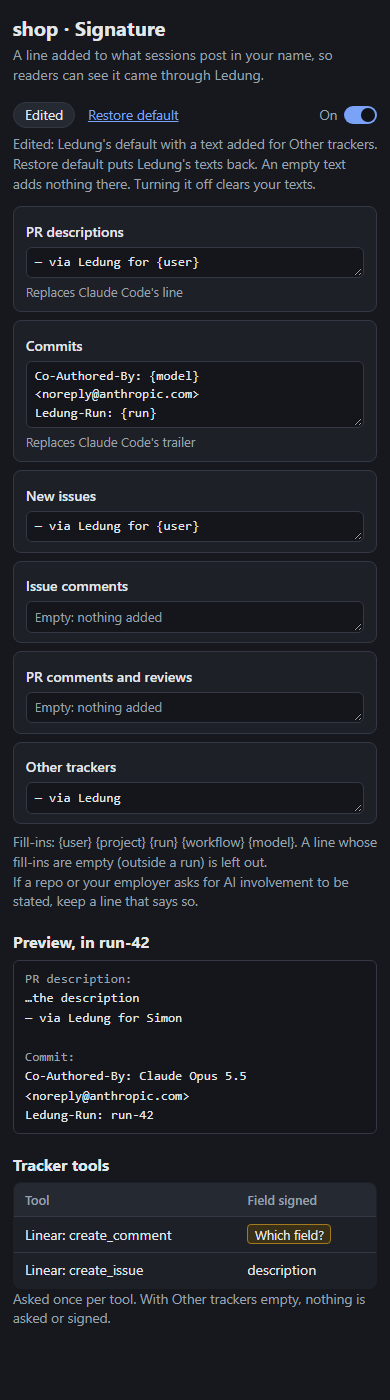 shop · Signature
A line added to what sessions post in your name, so
readers can see it came through Ledung.
Edited
Restore default
On
Edited: Ledung's default with a text added for Other trackers.
Restore default puts Ledung's texts back. An empty text
adds nothing there. Turning it off clears your texts.
PR descriptions
— via Ledung for {user}
Replaces Claude Code's line
Commits
Co-Authored-By: {model}
<noreply@anthropic.com>
Ledung-Run: {run}
Replaces Claude Code's trailer
New issues
— via Ledung for {user}
Issue comments
Empty: nothing added
PR comments and reviews
Empty: nothing added
Other trackers
— via Ledung
Fill-ins: {user} {project} {run} {workflow} {model}. A line whose
fill-ins are empty (outside a run) is left out.
If a repo or your employer asks for AI involvement to be
stated, keep a line that says so.
Preview, in run-42
PR description:
…the description
— via Ledung for Simon
Commit:
Co-Authored-By: Claude Opus 5.5
<noreply@anthropic.com>
Ledung-Run: run-42
Tracker tools
Tool Field signed
Linear: create_comment Which field?
Linear: create_issue description
Asked once per tool. With Other trackers empty, nothing is
asked or signed.